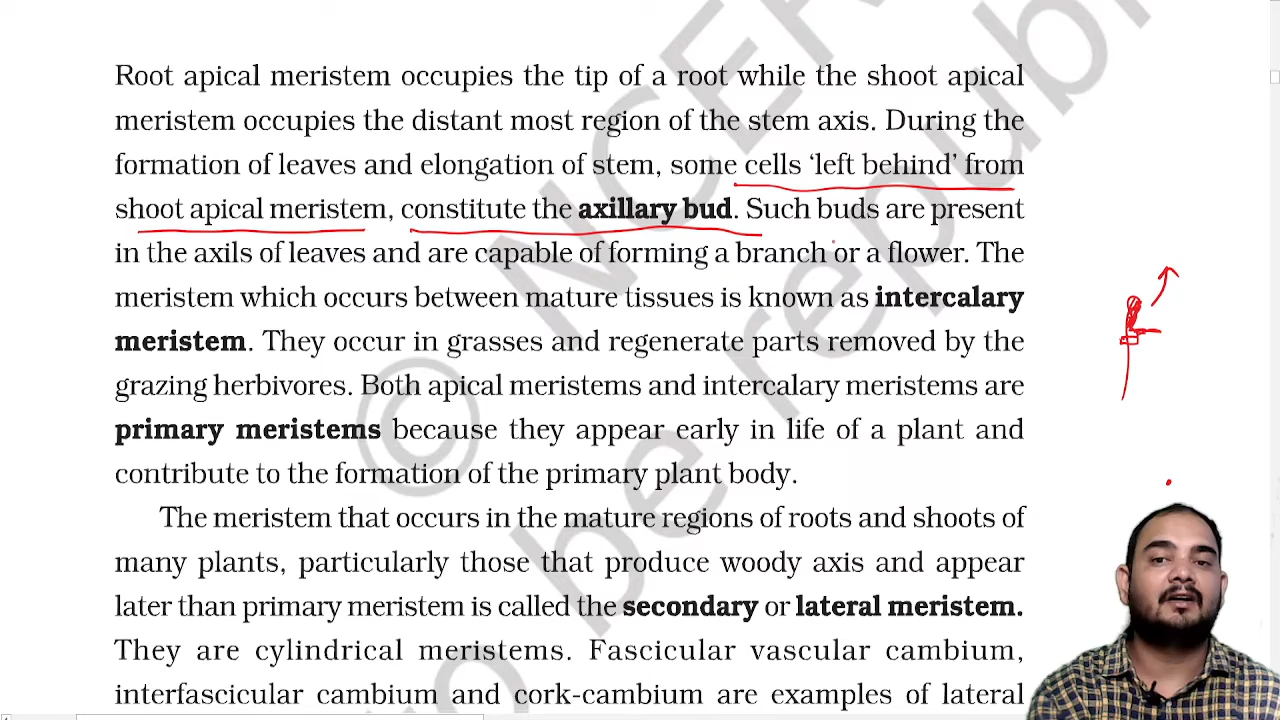 Root apical meristem occupies the tip of a root while the shoot apical
meristem occupies the distant most region of the stem axis. During the
formation of leaves and elongation of stem, some cells ‘left behind’ from
shoot apical meristem, constitute the axillary bud. Such buds are present
in the axils of leaves and are capable of forming a branch or a flower. The
meristem which occurs between mature tissues is known as intercalary
meristem. They occur in grasses and regenerate parts removed by the
grazing herbivores. Both apical meristems and intercalary meristems are
primary meristems because they appear early in life of a plant and
contribute to the formation of the primary plant body.
The meristem that occurs in the mature regions of roots and shoots of
many plants, particularly those that produce woody axis and appear
later than primary meristem is called the secondary or lateral meristem.
They are cylindrical meristems. Fascicular vascular cambium,
interfascicular cambium and cork-cambium are examples of lateral
© NCER
o be republi